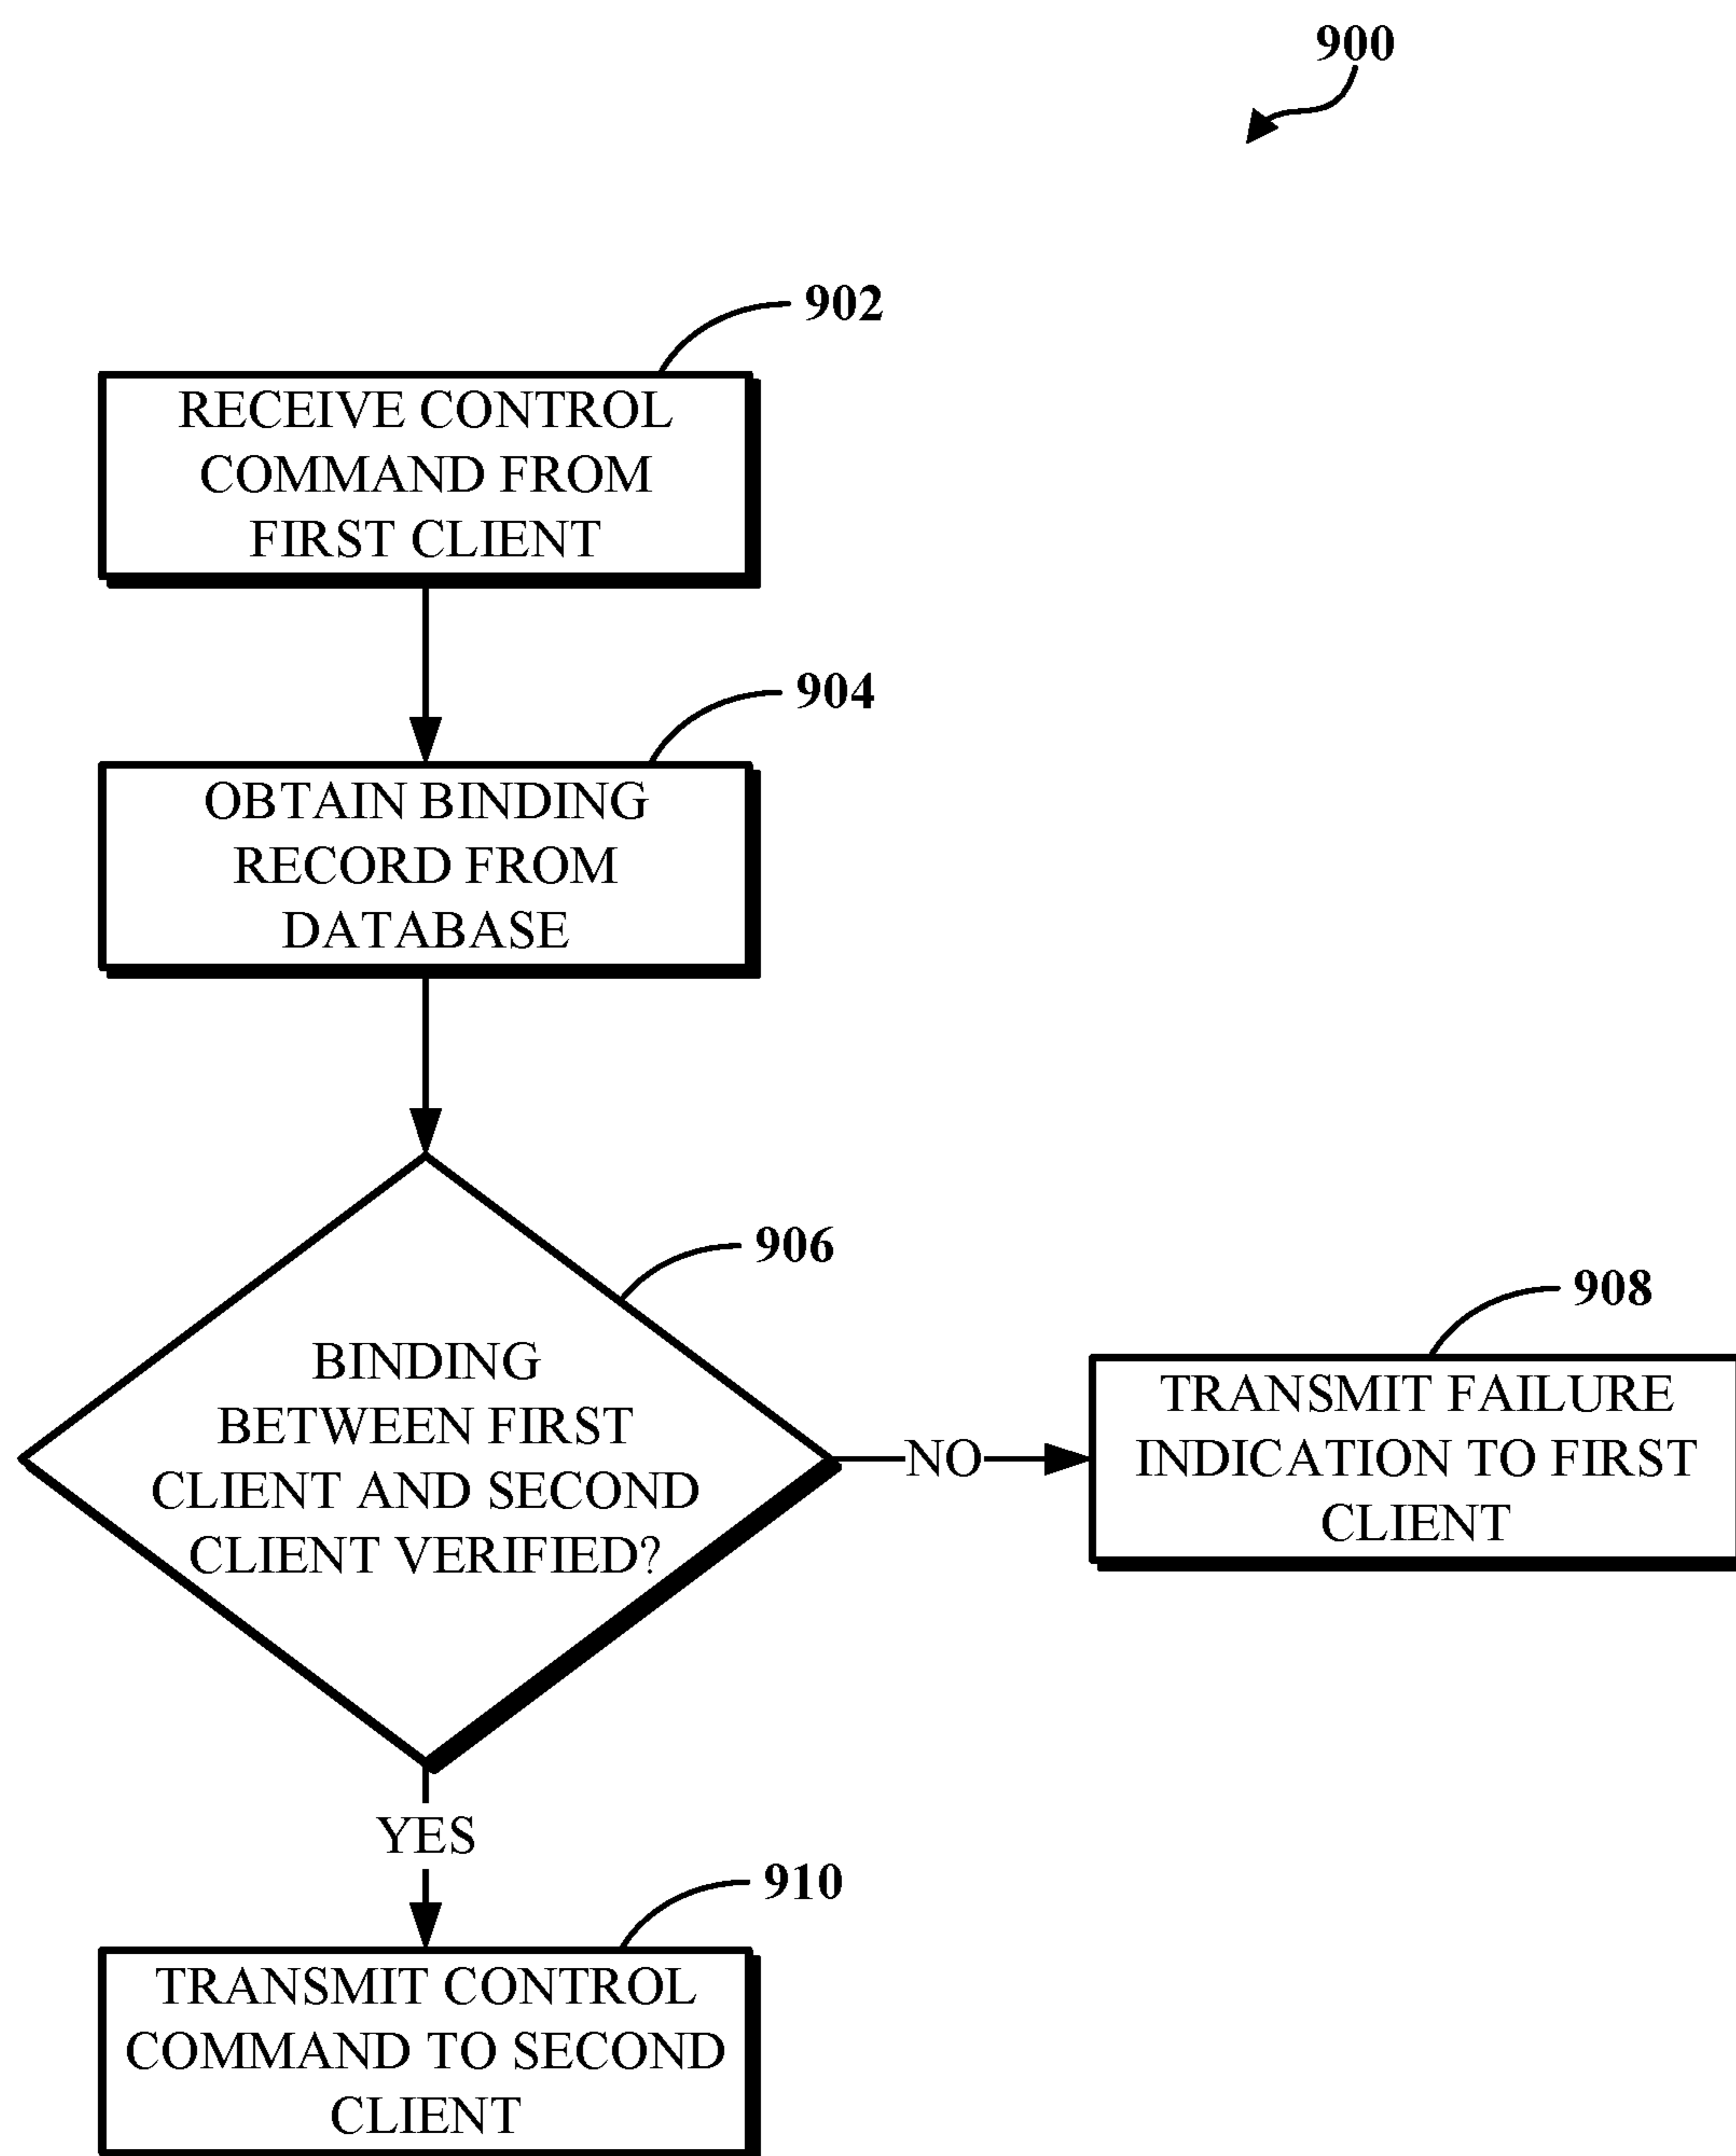 900
902
RECEIVE CONTROL
COMMAND FROM
FIRST CLIENT
904
OBTAIN BINDING
RECORD FROM
DATABASE
906
BINDING
BETWEEN FIRST
CLIENT AND SECOND
CLIENT VERIFIED?
NO
908
TRANSMIT FAILURE
INDICATION TO FIRST
CLIENT
YES
910
TRANSMIT CONTROL
COMMAND TO SECOND
CLIENT